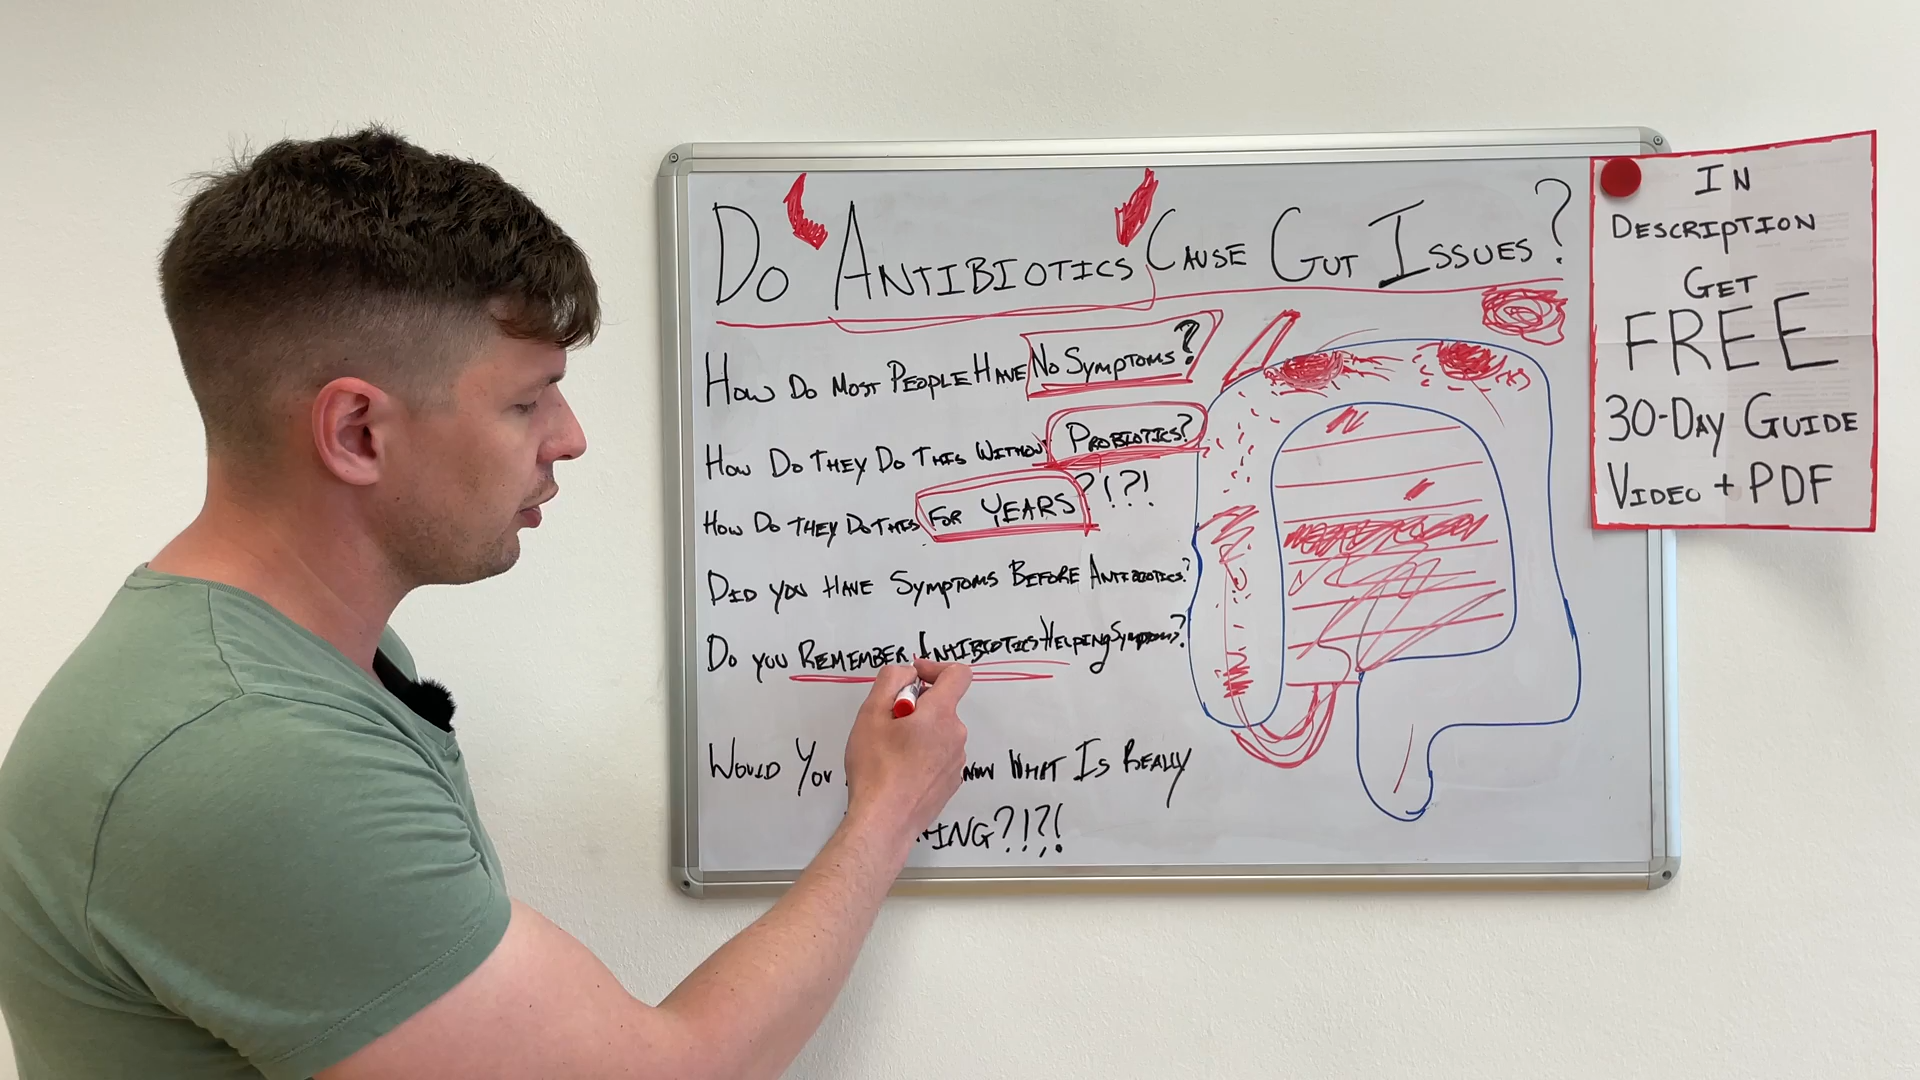 Do Antibiotics Cause Gut Issues?
How Do Most People Have No Symptoms?
How Do They Do This Without Probiotics?
How Do They Do This For Years?!?!
Did you Have Symptoms Before Antibiotics?
Do you Remember Antibiotics Helping Symptoms?
Would You What Is Really
?!?!
In
Description
Get
FREE
30-Day Guide
Video + PDF